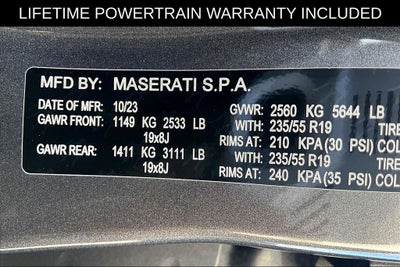 LIFETIME POWERTRAIN WARRANTY INCLUDED
MFD BY: MASERATI S.P.A.
DATE OF MFR: 10/23 GVWR: 2560 KG 5644 LB
GAWR FRONT: 1149 KG 2533 LB WITH: 235/55 R19 TIRE
19x8J RIMS AT: 210 KPA (30 PSI) COL
GAWR REAR: 1411 KG 3111 LB WITH: 235/55 R19 TIRE
19x8J RIMS AT: 240 KPA (35 PSI) COL